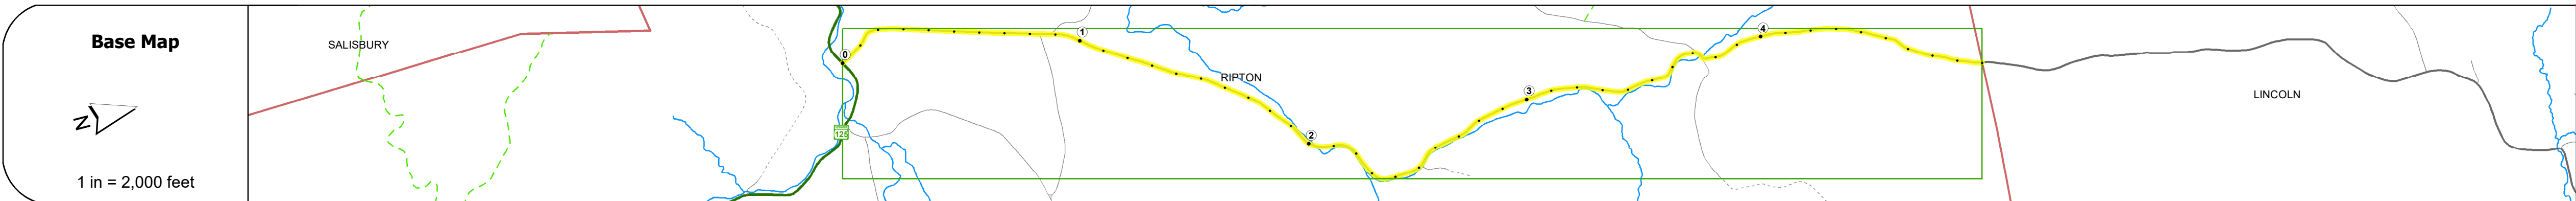 Base Map
N
1 in = 2,000 feet
SALISBURY
0
125
1
RIPTON
2
3
4
LINCOLN